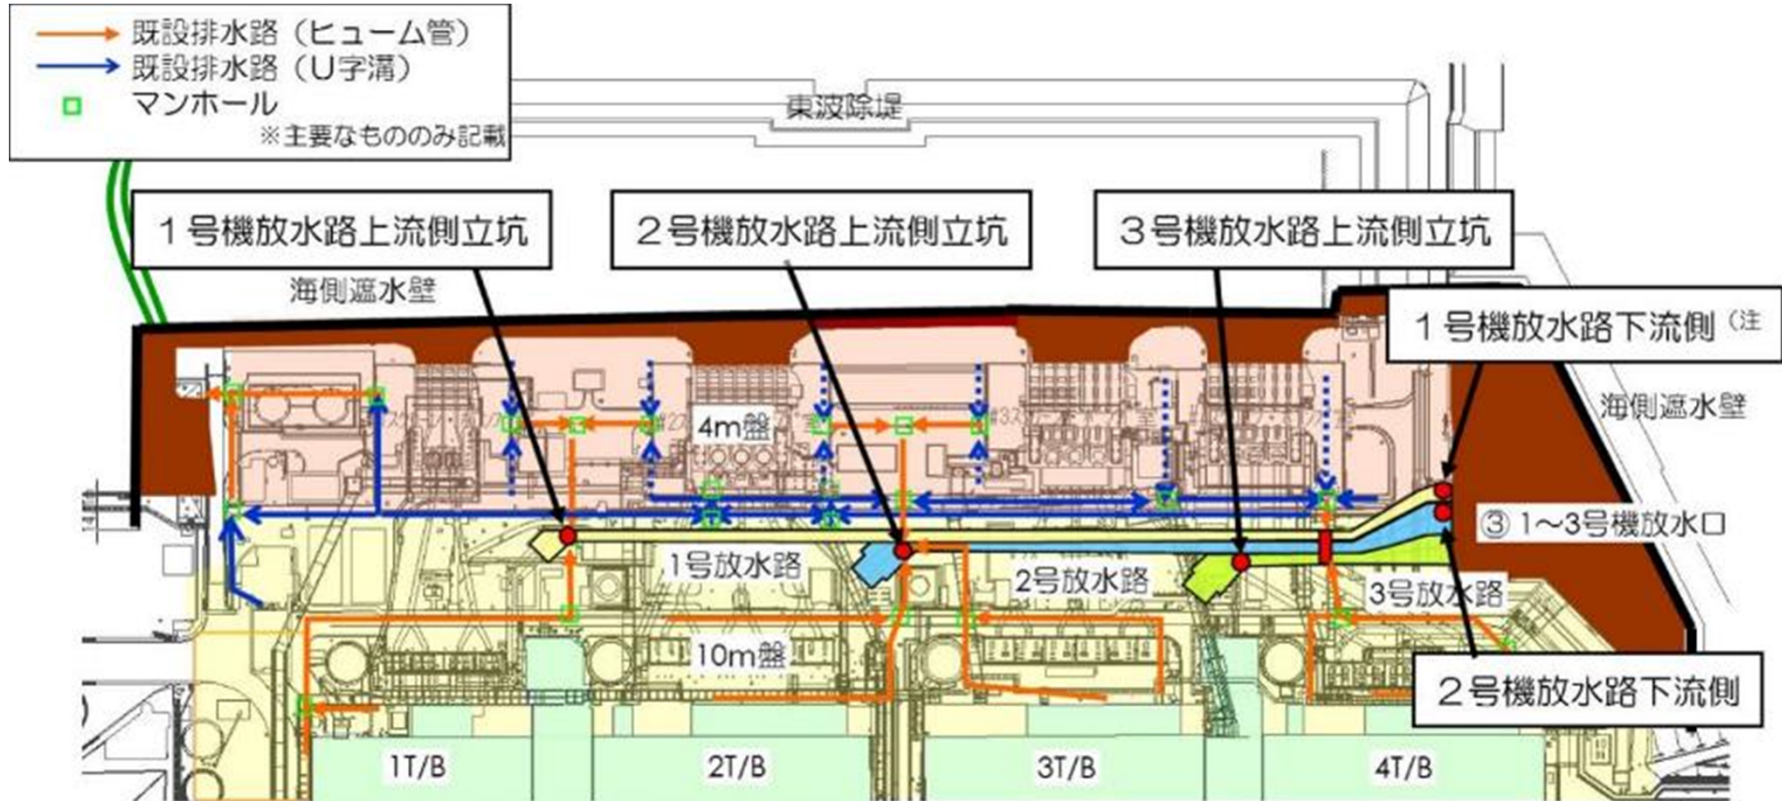 既設排水路（ヒューム管）
既設排水路（U字溝）
マンホール
※主要なもののみ記載
東波除堤
１号機放水路上流側立坑
２号機放水路上流側立坑
３号機放水路上流側立坑
海側遮水壁
１号機放水路下流側（注
海側遮水壁
4m盤
③ 1～3号機放水口
1号放水路
2号放水路
3号放水路
10m盤
２号機放水路下流側
1T/B
2T/B
3T/B
4T/B